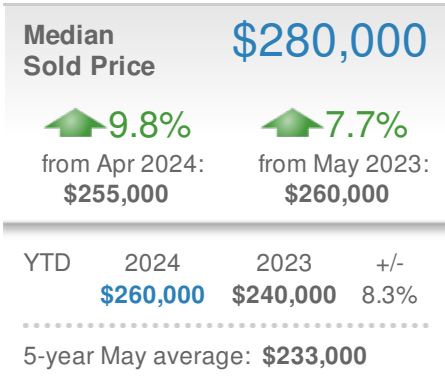 Median $280,000
Sold Price
9.8% 7.7%
from Apr 2024: from May 2023:
$255,000 $260,000
YTD 2024 2023 +/-
$260,000 $240,000 8.3%
5-year May average: $233,000